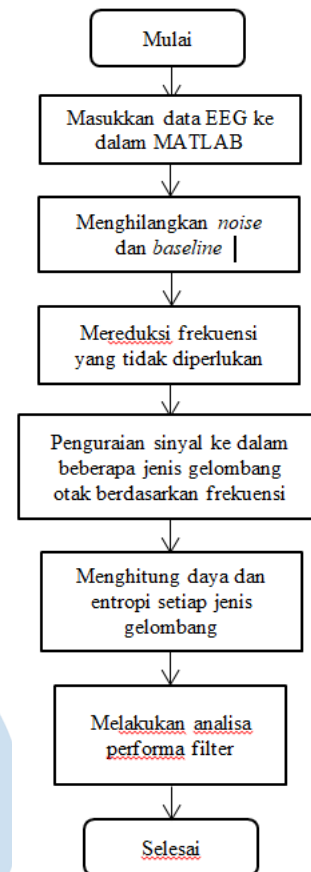 Mulai
Masukkan data EEG ke
dalam MATLAB
Menghilangkan noise
dan baseline
Mereduksi frekuensi
yang tidak diperlukan
Penguraian sinyal ke dalam
beberapa jenis gelombang
otak berdasarkan frekuensi
Menghitung daya dan
entropi setiap jenis
gelombang
Melakukan analisa
performa filter
Selesai